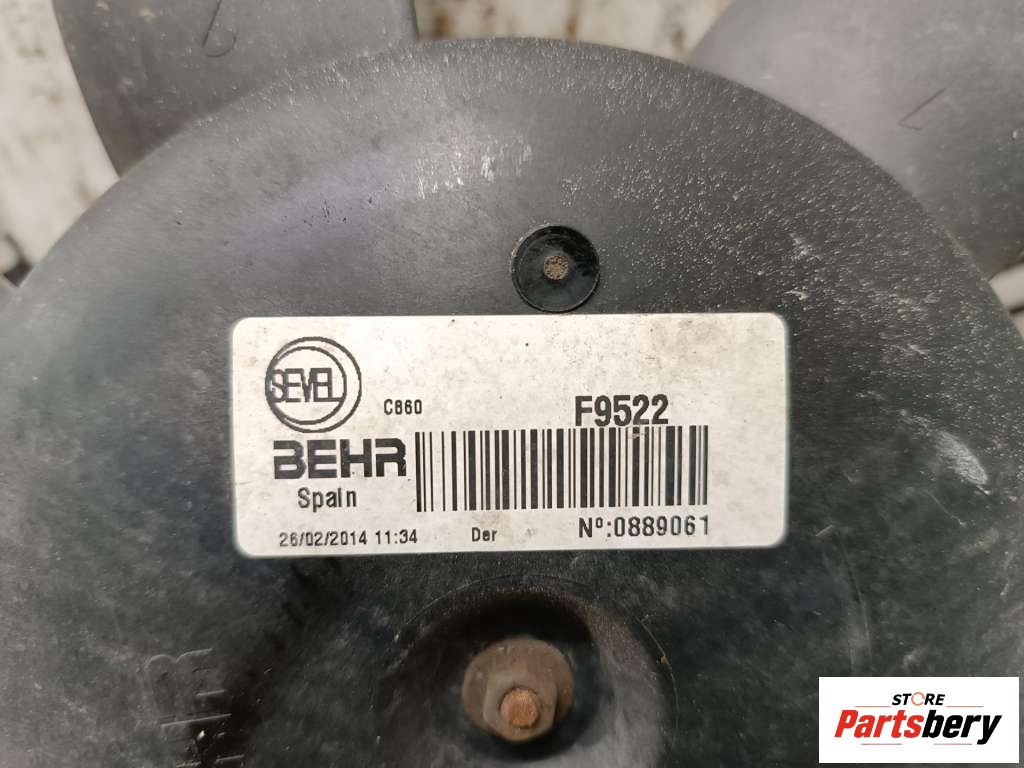 SEVEL
C860
F9522
BEHR
Spain
26/02/2014 11:34
Der
Nº:0889061
STORE
Partsbery